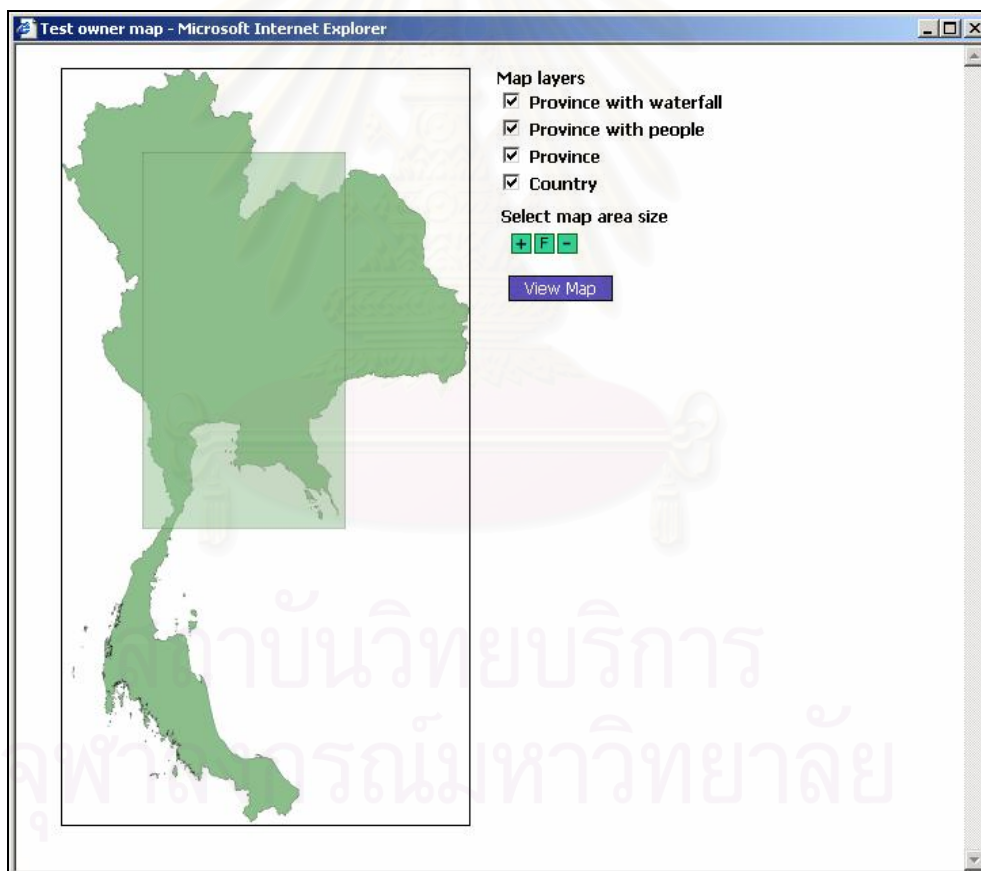 Test owner map - Microsoft Internet Explorer
Map layers
Province with waterfall
Province with people
Province
Country
Select map area size
+ F -
View Map
สถาบันวิทยบริการ
จุฬาลงกรณ์มหาวิทยาลัย